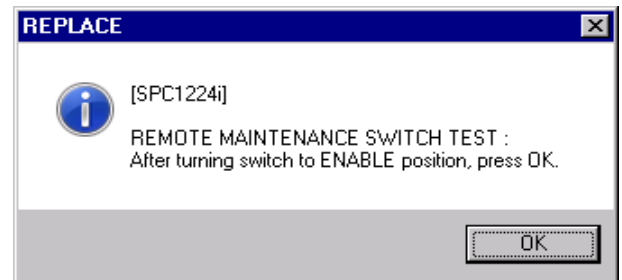 REPLACE
[SPC1224i]
REMOTE MAINTENANCE SWITCH TEST :
After turning switch to ENABLE position, press OK.
OK